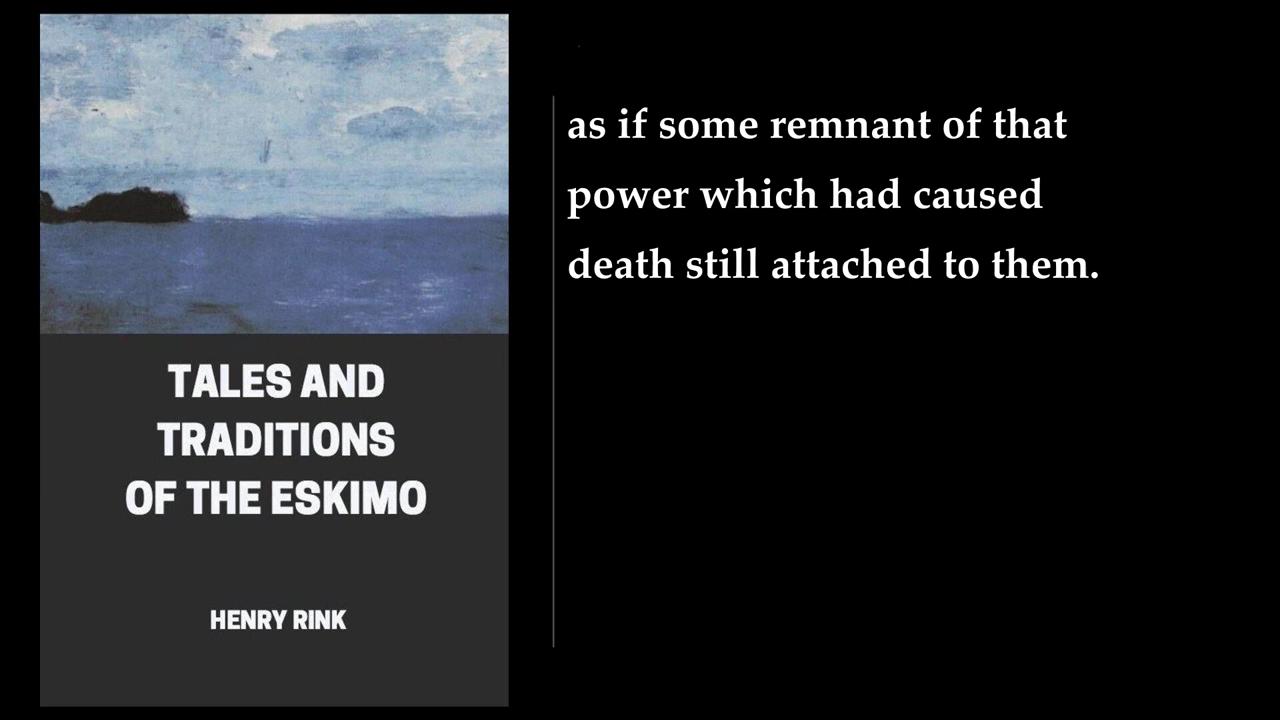 TALES AND
TRADITIONS
OF THE ESKIMO
HENRY RINK
as if some remnant of that
power which had caused
death still attached to them.